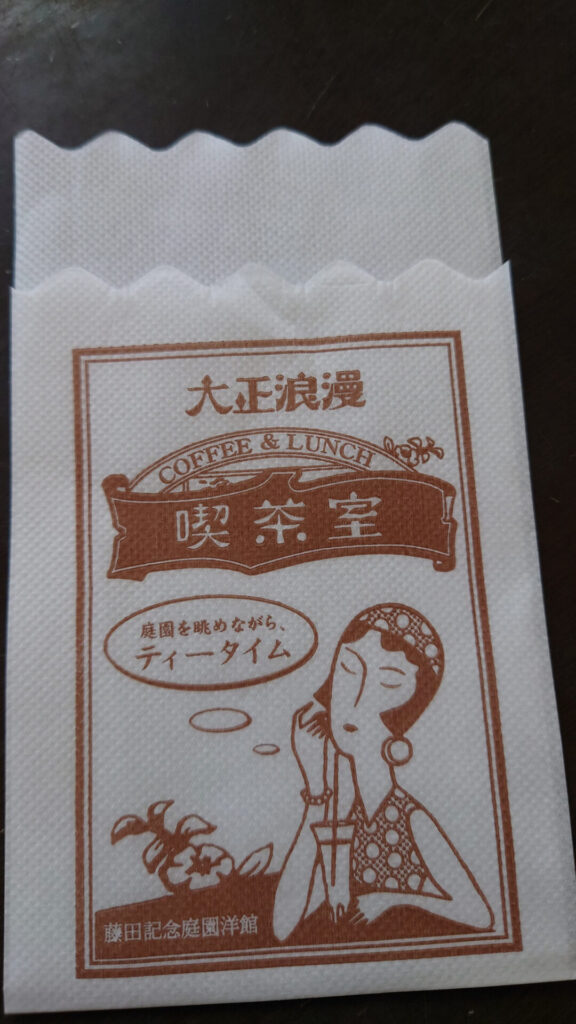 大正浪漫
COFFEE & LUNCH
喫茶室
庭園を眺めながら、
ティータイム
藤田記念庭園洋館